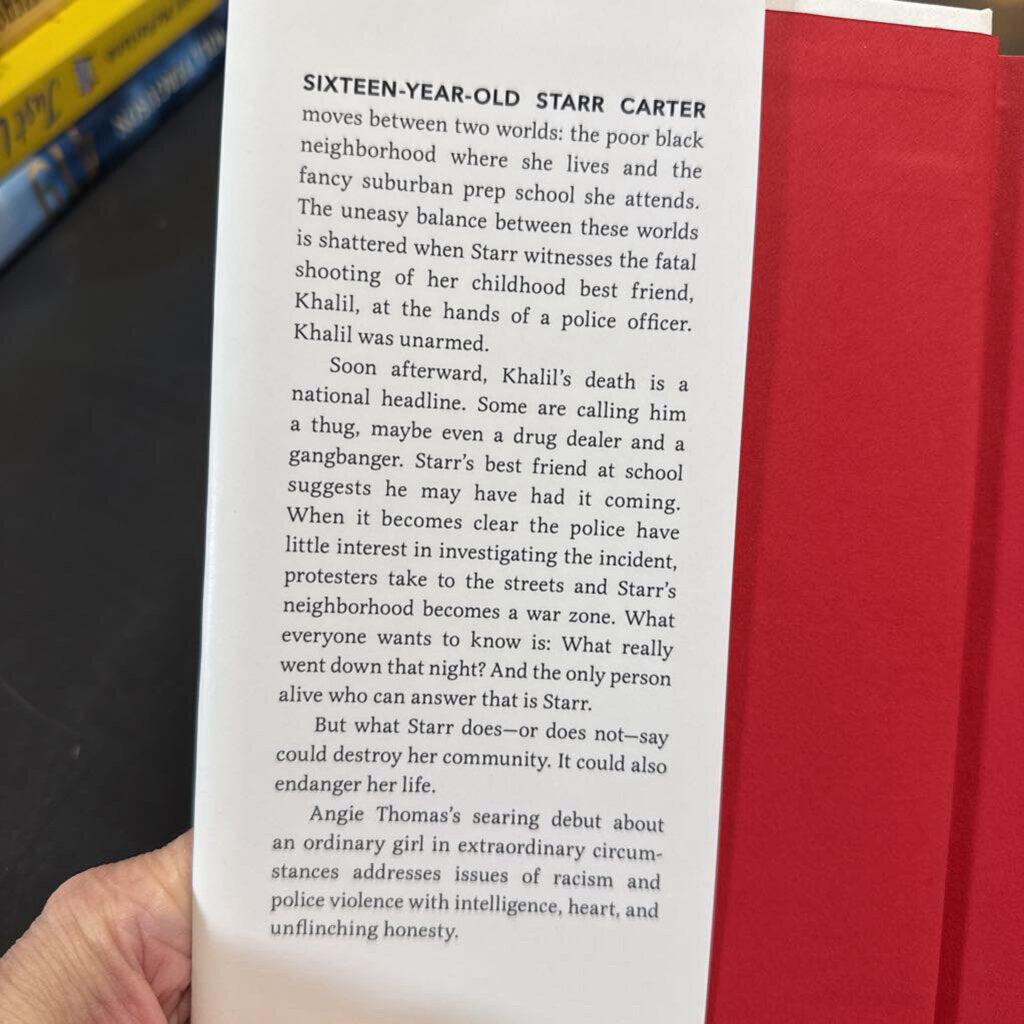 SIXTEEN-YEAR-OLD STARR CARTER
moves between two worlds: the poor black
neighborhood where she lives and the
fancy suburban prep school she attends.
The uneasy balance between these worlds
is shattered when Starr witnesses the fatal
shooting of her childhood best friend,
Khalil, at the hands of a police officer.
Khalil was unarmed.
Soon afterward, Khalil's death is a
national headline. Some are calling him
a thug, maybe even a drug dealer and a
gangbanger. Starr's best friend at school
suggests he may have had it coming.
When it becomes clear the police have
little interest in investigating the incident,
protesters take to the streets and Starr's
neighborhood becomes a war zone. What
everyone wants to know is: What really
went down that night? And the only person
alive who can answer that is Starr.
But what Starr does—or does not—say
could destroy her community. It could also
endanger her life.
Angie Thomas's searing debut about
an ordinary girl in extraordinary circum-
stances addresses issues of racism and
police violence with intelligence, heart, and
unflinching honesty.